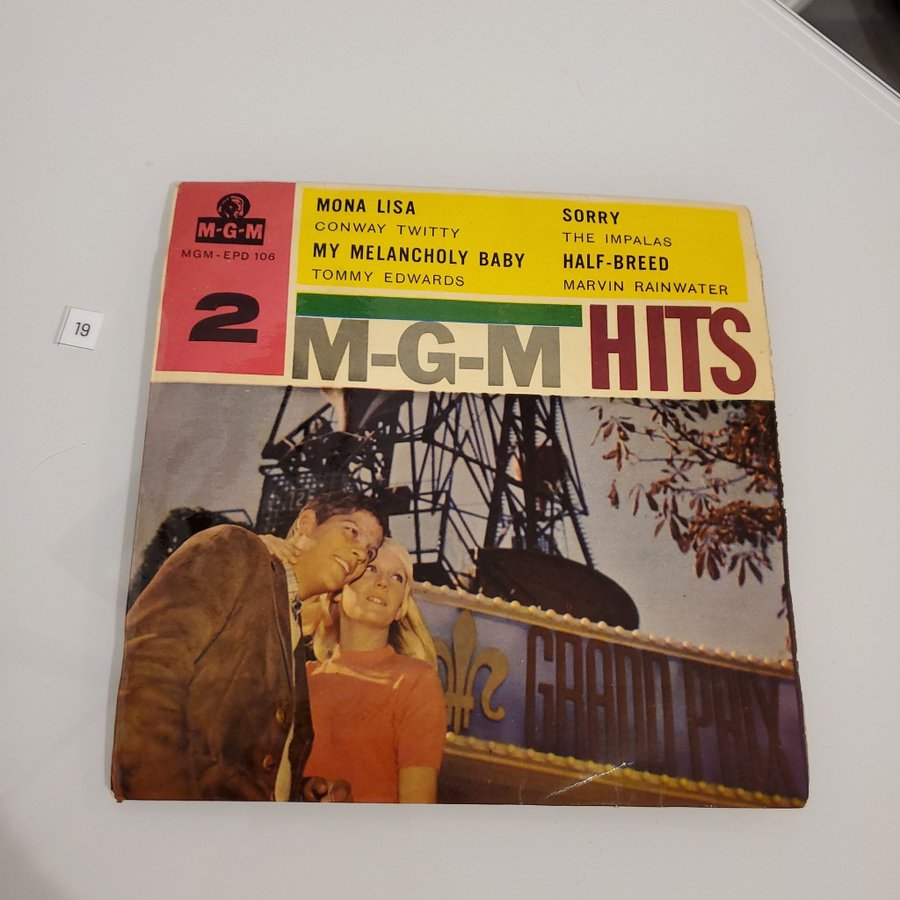 M-G-M
MGM - EPD 106
2
MONA LISA
CONWAY TWITTY
MY MELANCHOLY BABY
TOMMY EDWARDS
SORRY
THE IMPALAS
HALF-BREED
MARVIN RAINWATER
M-G-M HITS
19
GRAND PRIX